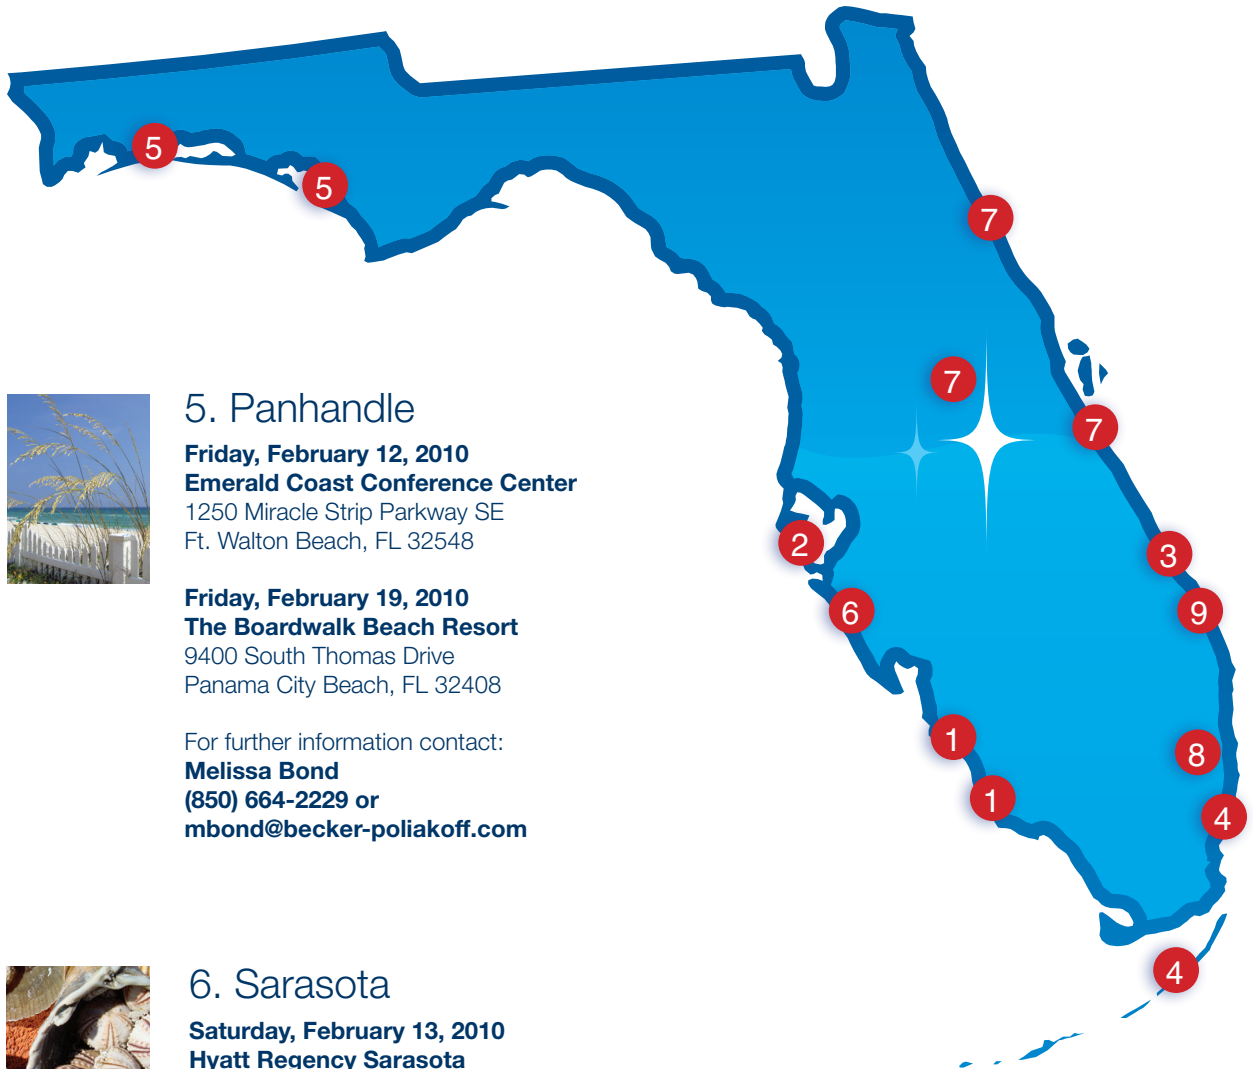 5
5
7
7
7
2
3
6
9
1
8
1
4
4
5. Panhandle
Friday, February 12, 2010
Emerald Coast Conference Center
1250 Miracle Strip Parkway SE
Ft. Walton Beach, FL 32548
Friday, February 19, 2010
The Boardwalk Beach Resort
9400 South Thomas Drive
Panama City Beach, FL 32408
For further information contact:
Melissa Bond
(850) 664-2229 or
mbond@becker-poliakoff.com
6. Sarasota
Saturday, February 13, 2010
Hyatt Regency Sarasota